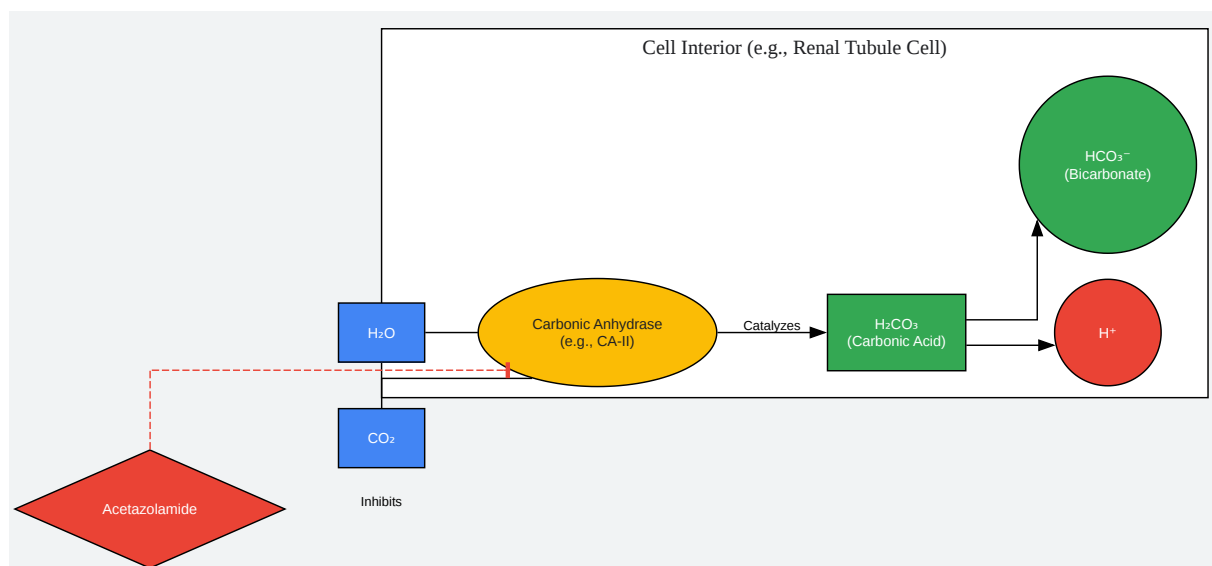 Cell Interior (e.g., Renal Tubule Cell)
HCO₃⁻
(Bicarbonate)
H₂O
Carbonic Anhydrase
(e.g., CA-II)
Catalyzes
H₂CO₃
(Carbonic Acid)
H⁺
CO₂
Inhibits
Acetazolamide